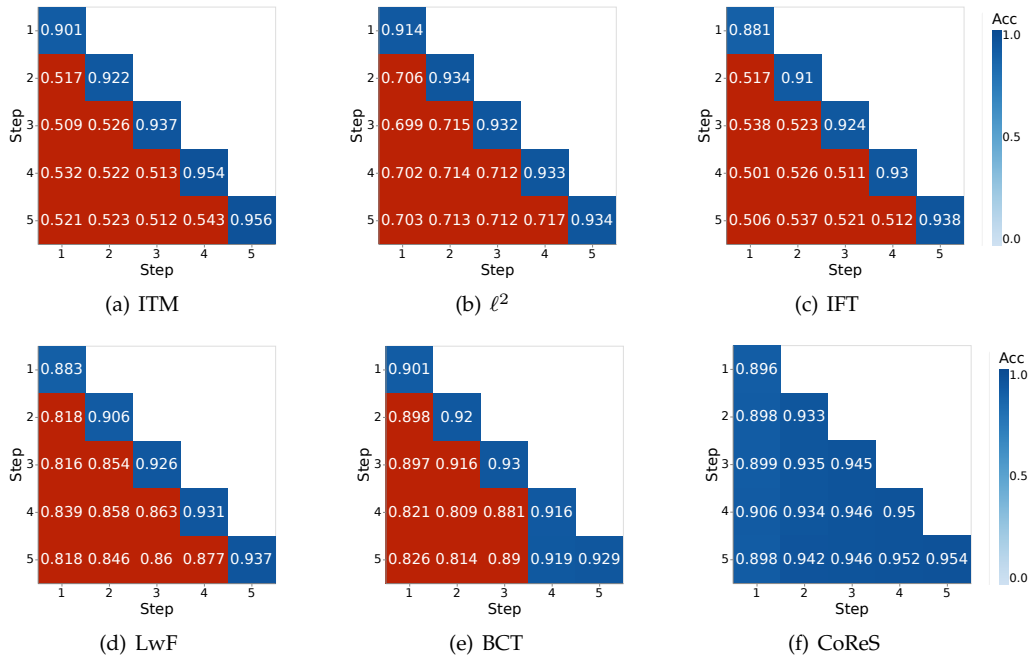 Acc
1 0.901 0.914 0.881 1.0
2 0.517 0.922 0.706 0.934 0.517 0.91
Step 3 0.509 0.526 0.937 Step 3 0.699 0.715 0.932 Step 3 0.538 0.523 0.924 0.5
4 0.532 0.522 0.513 0.954 4 0.702 0.714 0.712 0.933 4 0.501 0.526 0.511 0.93
5 0.521 0.523 0.512 0.543 0.956 5 0.703 0.713 0.712 0.717 0.934 5 0.506 0.537 0.521 0.512 0.938 0.0
1 2 3 4 5 1 2 3 4 5 1 2 3 4 5
Step Step Step
(a) ITM (b) ℓ² (c) IFT
Acc
1 0.883 1 0.901 1 0.896 1.0
2 0.818 0.906 2 0.898 0.92 2 0.898 0.933
Step 3 0.816 0.854 0.926 Step 3 0.897 0.916 0.93 Step 3 0.899 0.935 0.945 0.5
4 0.839 0.858 0.863 0.931 4 0.821 0.809 0.881 0.916 4 0.906 0.934 0.946 0.95
5 0.818 0.846 0.86 0.877 0.937 5 0.826 0.814 0.89 0.919 0.929 5 0.898 0.942 0.946 0.952 0.954 0.0
1 2 3 4 5 1 2 3 4 5 1 2 3 4 5
Step Step Step
(d) LwF (e) BCT (f) CoReS